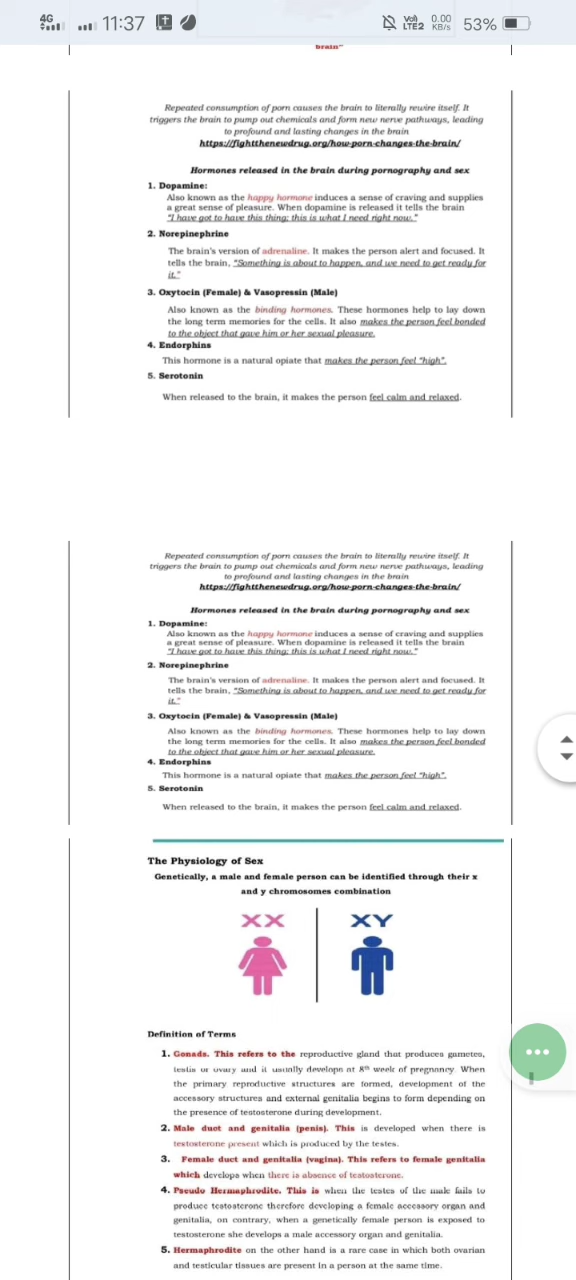 4G 11:37 Vo) LTE2 0.00 KB/s 53%
brain"
Repeated consumption of porn causes the brain to literally rewire itself. It
triggers the brain to pump out chemicals and form new nerve pathways, leading
to profound and lasting changes in the brain
https://fightthenewdrug.org/how-porn-changes-the-brain/
Hormones released in the brain during pornography and sex
1. Dopamine:
Also known as the happy hormone induces a sense of craving and supplies
a great sense of pleasure. When dopamine is released it tells the brain
"I have got to have this thing; this is what I need right now."
2. Norepinephrine
The brain's version of adrenaline. It makes the person alert and focused. It
tells the brain, "Something is about to happen, and we need to get ready for
it."
3. Oxytocin (Female) & Vasopressin (Male)
Also known as the binding hormones. These hormones help to lay down
the long term memories for the cells. It also makes the person feel bonded
to the object that gave him or her sexual pleasure.
4. Endorphins
This hormone is a natural opiate that makes the person feel "high".
5. Serotonin
When released to the brain, it makes the person feel calm and relaxed.
Repeated consumption of porn causes the brain to literally rewire itself. It
triggers the brain to pump out chemicals and form new nerve pathways, leading
to profound and lasting changes in the brain
https://fightthenewdrug.org/how-porn-changes-the-brain/
Hormones released in the brain during pornography and sex
1. Dopamine:
Also known as the happy hormone induces a sense of craving and supplies
a great sense of pleasure. When dopamine is released it tells the brain
"I have got to have this thing; this is what I need right now."
2. Norepinephrine
The brain's version of adrenaline. It makes the person alert and focused. It
tells the brain, "Something is about to happen, and we need to get ready for
it."
3. Oxytocin (Female) & Vasopressin (Male)
Also known as the binding hormones. These hormones help to lay down
the long term memories for the cells. It also makes the person feel bonded
to the object that gave him or her sexual pleasure.
4. Endorphins
This hormone is a natural opiate that makes the person feel "high".
5. Serotonin
When released to the brain, it makes the person feel calm and relaxed.
The Physiology of Sex
Genetically, a male and female person can be identified through their x
and y chromosomes combination
XX XY
Definition of Terms
1. Gonads. This refers to the reproductive gland that produces gametes,
testis or ovary and it usually develops at 8th week of pregnancy. When
the primary reproductive structures are formed, development of the
accessory structures and external genitalia begins to form depending on
the presence of testosterone during development.
2. Male duct and genitalia (penis). This is developed when there is
testosterone present which is produced by the testes.
3. Female duct and genitalia (vagina). This refers to female genitalia
which develops when there is absence of testosterone.
4. Pseudo Hermaphrodite. This is when the testes of the male fails to
produce testosterone therefore developing a female accessory organ and
genitalia, on contrary, when a genetically female person is exposed to
testosterone she develops a male accessory organ and genitalia.
5. Hermaphrodite on the other hand is a rare case in which both ovarian
and testicular tissues are present in a person at the same time.